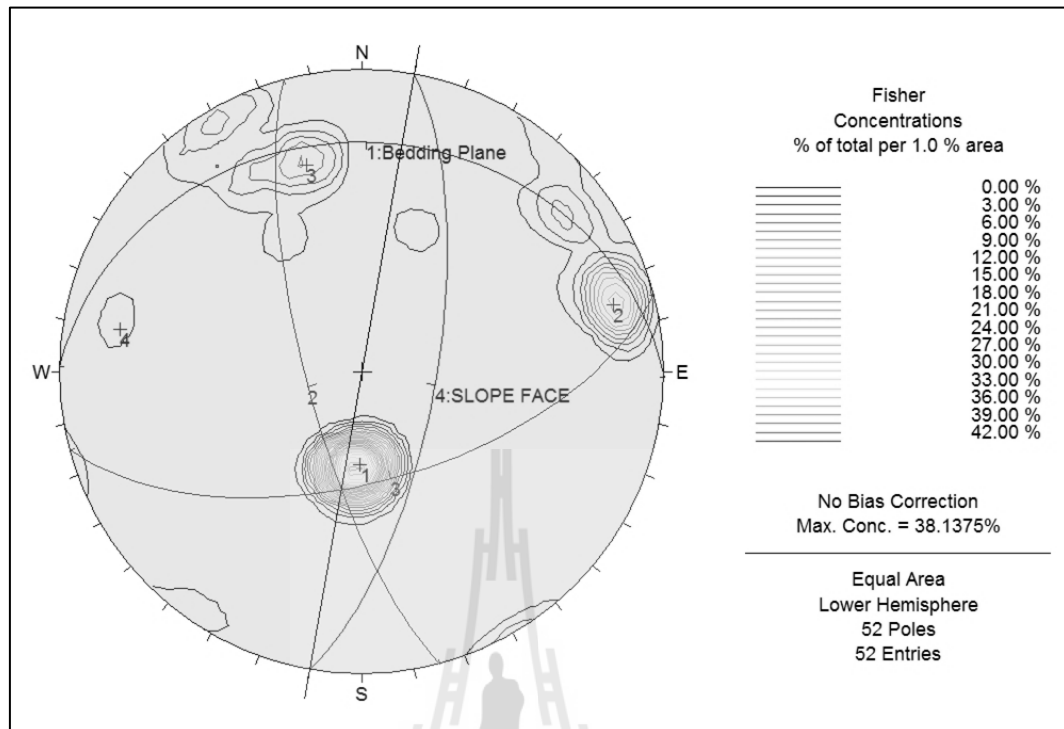 N
1:Bedding Plane
3
2
4
W
E
2
4:SLOPE FACE
1
3
S
Fisher
Concentrations
% of total per 1.0 % area
0.00 %
3.00 %
6.00 %
9.00 %
12.00 %
15.00 %
18.00 %
21.00 %
24.00 %
27.00 %
30.00 %
33.00 %
36.00 %
39.00 %
42.00 %
No Bias Correction
Max. Conc. = 38.1375%
Equal Area
Lower Hemisphere
52 Poles
52 Entries